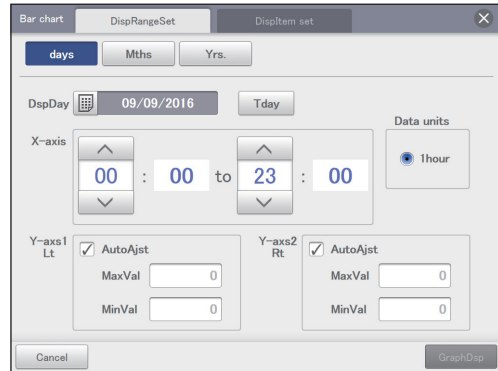 Bar chart DispRangeSet DispItem set
days Mths Yrs.
DspDay 09/09/2016 Tday
Data units
X-axis
00 : 00 to 23 : 00
1hour
Y-axs1 Lt AutoAjst
MaxVal 0
MinVal 0
Y-axs2 Rt AutoAjst
MaxVal 0
MinVal 0
Cancel GraphDsp